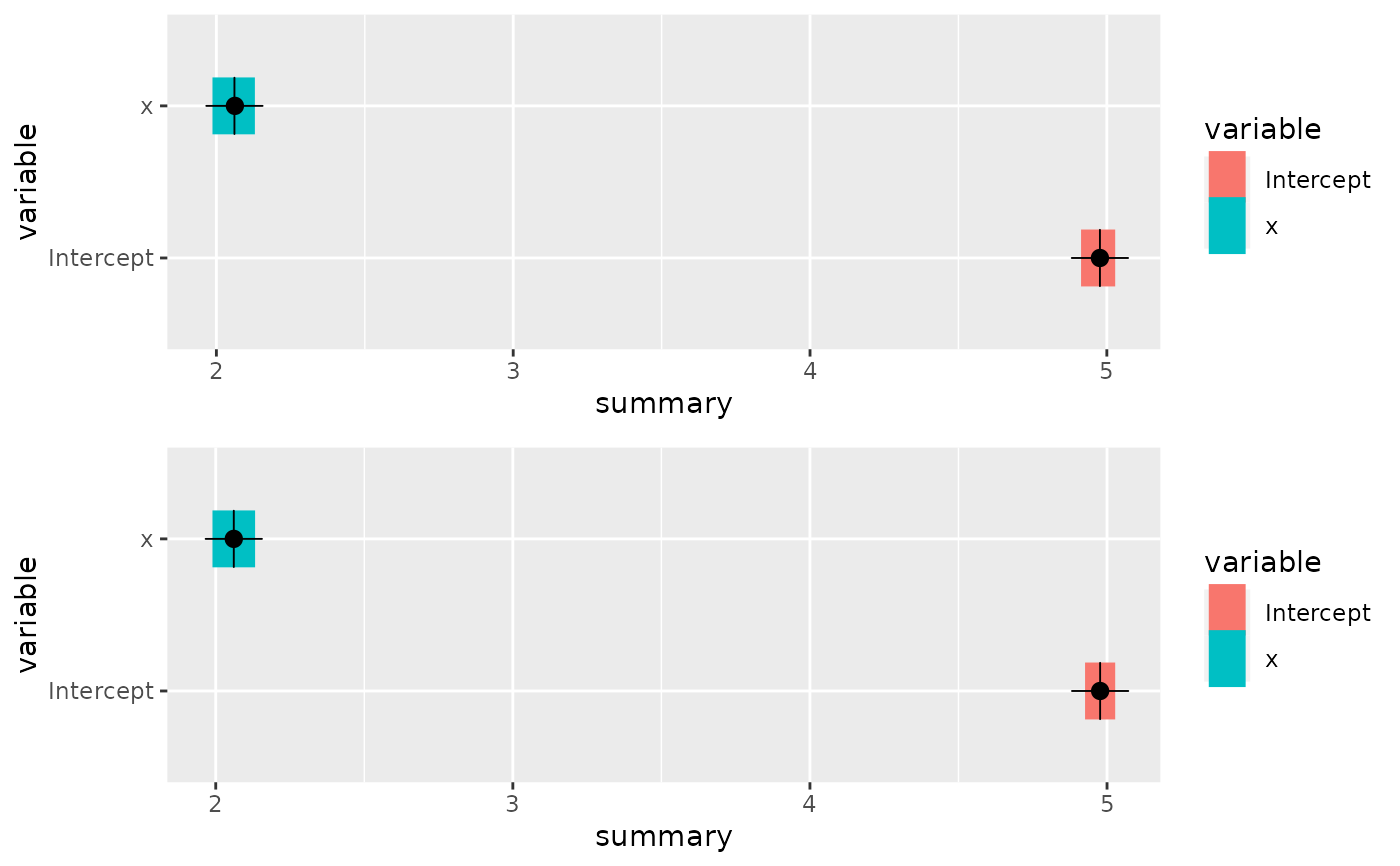 variable
x
Intercept
2 3 4 5
summary
variable
Intercept
x
variable
x
Intercept
2 3 4 5
summary
variable
Intercept
x